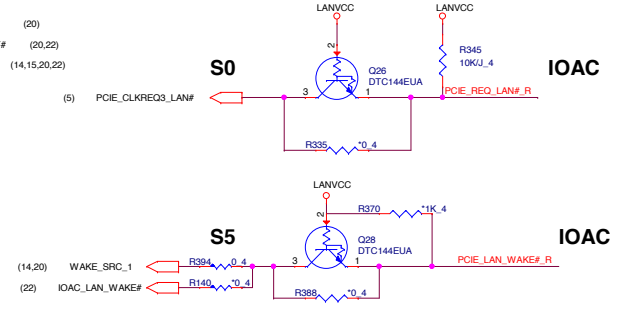 (20)
LANVCC
LANVCC
# (20,22)
2
R345
10K/J_4
(14,15,20,22)
S0
Q26
DTC144EUA
IOAC
(5) PCIE_CLKREQ3_LAN#
3
1
PCIE_REQ_LAN#_R
R335 *0_4
LANVCC
R370 *1K_4
2
S5
Q28
DTC144EUA
IOAC
(14,20) WAKE_SRC_1
R394 0_4
3
1
PCIE_LAN_WAKE#_R
(22) IOAC_LAN_WAKE#
R140 *0_4
R388 *0_4